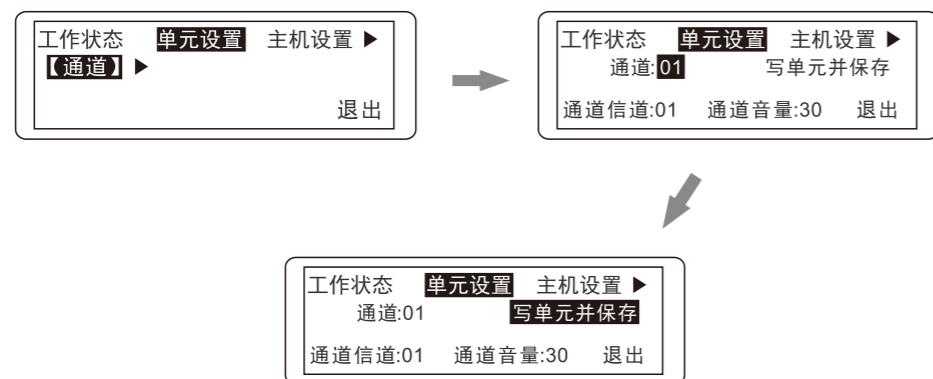 工作状态 单元设置 主机设置 ▶
【通道】 ▶
退出
工作状态 单元设置 主机设置 ▶
通道:01 写单元并保存
通道信道:01 通道音量:30 退出
工作状态 单元设置 主机设置 ▶
通道:01 写单元并保存
通道信道:01 通道音量:30 退出